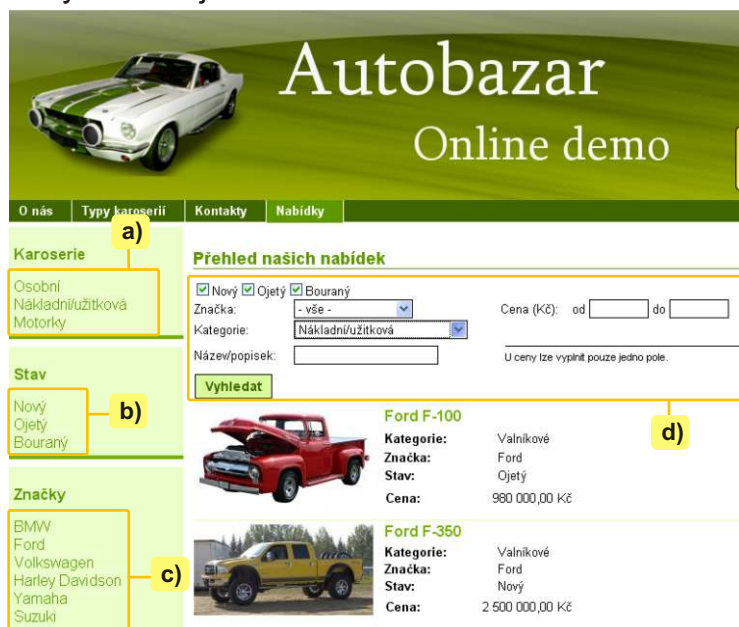 Autobazar
Online demo
O nás Typy karoserií Kontakty Nabídky
a)
Karoserie
Osobní
Nákladní/užitková
Motorky
Stav
Nový
Ojetý
Bouraný
b)
Značky
BMW
Ford
Volkswagen
Harley Davidson
Yamaha
Suzuki
c)
Přehled našich nabídek
Nový Ojetý Bouraný
Značka: - vše - Cena (Kč): od do
Kategorie: Nákladní/užitková
Název/popisek: U ceny lze vyplnit pouze jedno pole.
Vyhledat
d)
Ford F-100
Kategorie: Valníkové
Značka: Ford
Stav: Ojetý
Cena: 980 000,00 Kč
Ford F-350
Kategorie: Valníkové
Značka: Ford
Stav: Nový
Cena: 2 500 000,00 Kč